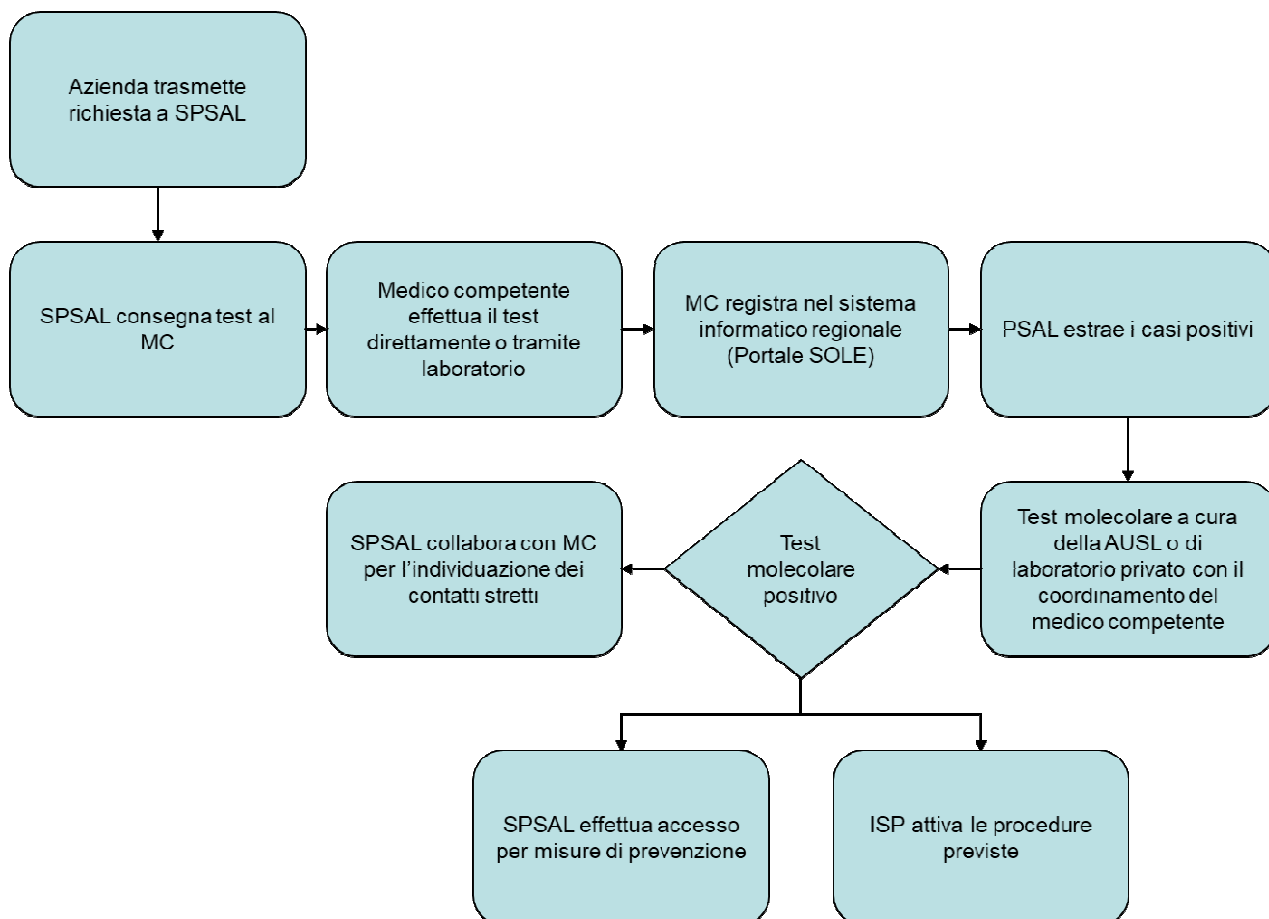 Azienda trasmette
richiesta a SPSAL
SPSAL consegna test al
MC
Medico competente
effettua il test
direttamente o tramite
laboratorio
MC registra nel sistema
informatico regionale
(Portale SOLE)
PSAL estrae i casi positivi
Test molecolare a cura
della AUSL o di
laboratorio privato con il
coordinamento del
medico competente
Test
molecolare
positivo
SPSAL collabora con MC
per l'individuazione dei
contatti stretti
SPSAL effettua accesso
per misure di prevenzione
ISP attiva le procedure
previste